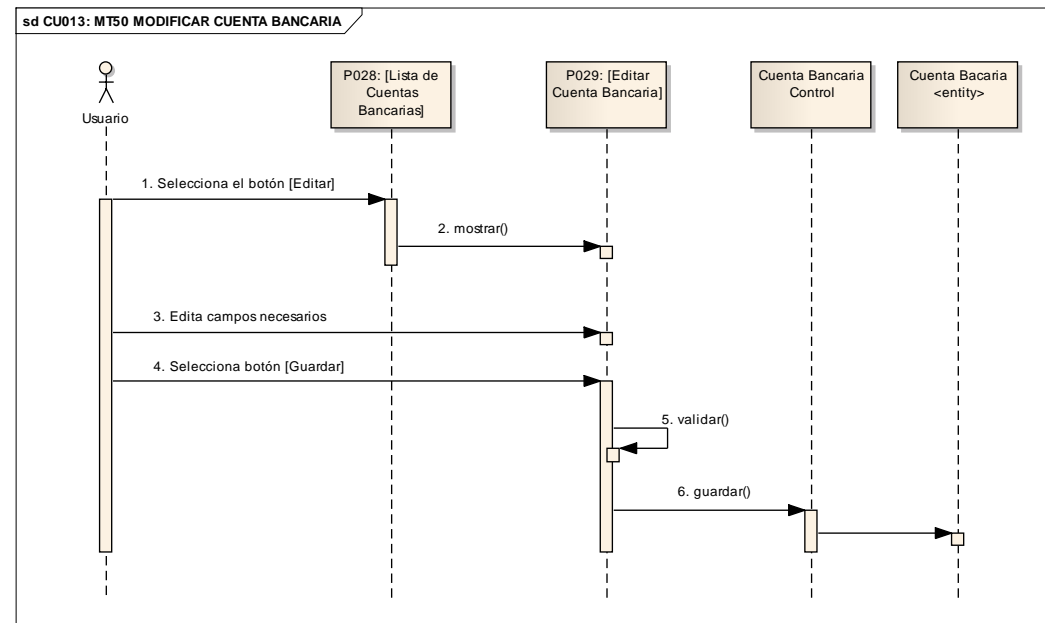 sd CU013: MT50 MODIFICAR CUENTA BANCARIA
Usuario
P028: [Lista de
Cuentas
Bancarias]
P029: [Editar
Cuenta Bancaria]
Cuenta Bancaria
Control
Cuenta Bacaria
<entity>
1. Selecciona el botón [Editar]
2. mostrar()
3. Edita campos necesarios
4. Selecciona botón [Guardar]
5. validar()
6. guardar()